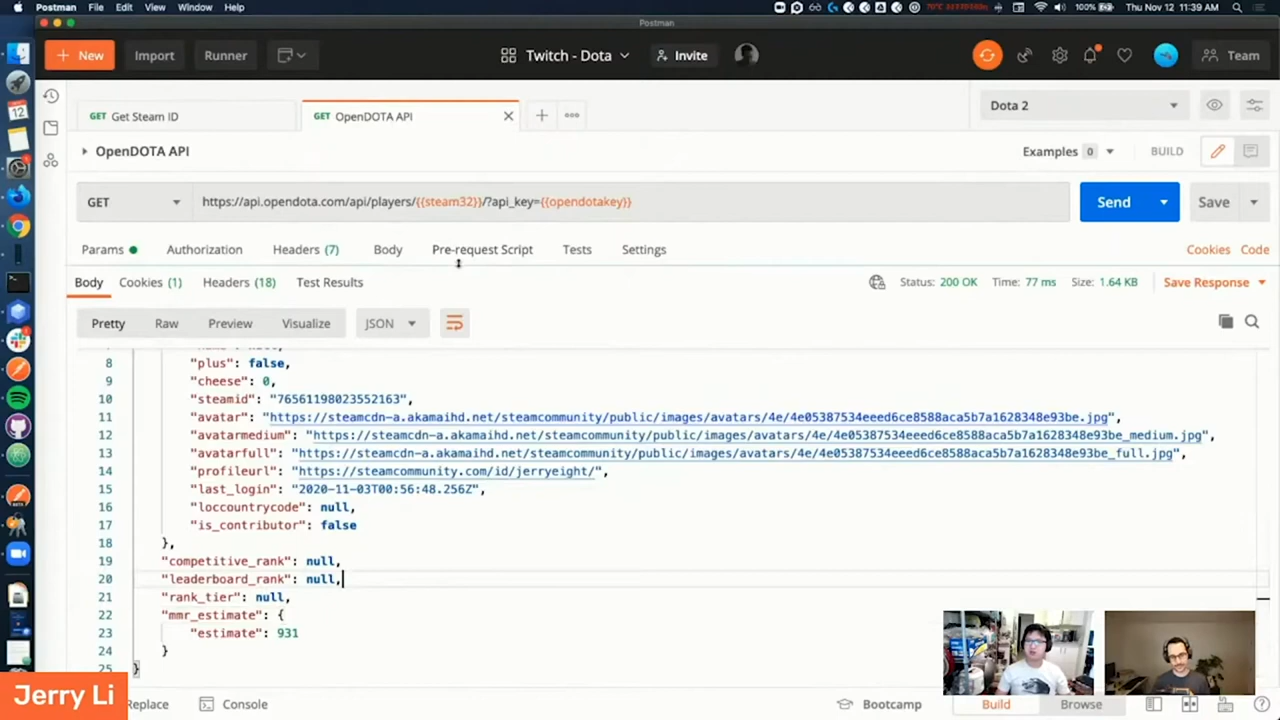 Postman File Edit View Window Help 100% Thu Nov 12 11:39 AM
Postman
+ New Import Runner Twitch - Dota Invite Team
12
GET Get Steam ID GET OpenDOTA API Dota 2
OpenDOTA API Examples 0 BUILD
GET https://api.opendota.com/api/players/{{steam32}}/?api_key={{opendotakey}} Send Save
Params Authorization Headers (7) Body Pre-request Script Tests Settings Cookies Code
Body Cookies (1) Headers (18) Test Results Status: 200 OK Time: 77 ms Size: 1.64 KB Save Response
Pretty Raw Preview Visualize JSON
8 "plus": false,
9 "cheese": 0,
10 "steamid": "76561198023552163",
11 "avatar": "https://steamcdn-a.akamaihd.net/steamcommunity/public/images/avatars/4e/4e05387534eeed6ce8588aca5b7a1628348e93be.jpg",
12 "avatarmedium": "https://steamcdn-a.akamaihd.net/steamcommunity/public/images/avatars/4e/4e05387534eeed6ce8588aca5b7a1628348e93be_medium.jpg",
13 "avatarfull": "https://steamcdn-a.akamaihd.net/steamcommunity/public/images/avatars/4e/4e05387534eeed6ce8588aca5b7a1628348e93be_full.jpg",
14 "profileurl": "https://steamcommunity.com/id/jerryeight/",
15 "last_login": "2020-11-03T00:56:48.256Z",
16 "loccountrycode": null,
17 "is_contributor": false
18 },
19 "competitive_rank": null,
20 "leaderboard_rank": null,
21 "rank_tier": null,
22 "mmr_estimate": {
23 "estimate": 931
24 }
25 }
Jerry Li
Replace Console Bootcamp Build Browse